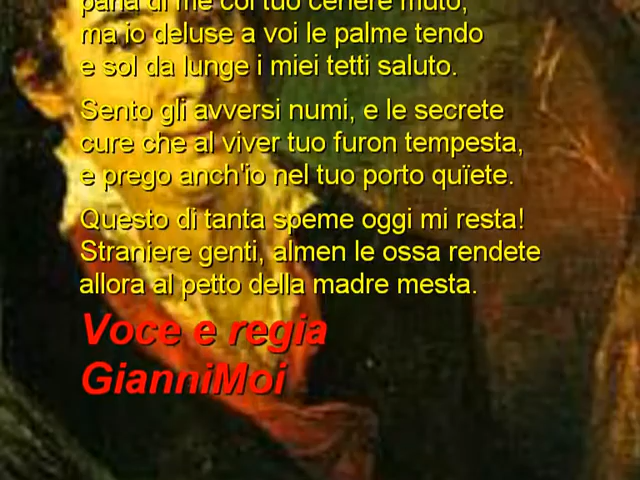 parla di me col tuo cenere muto,
ma io deluse a voi le palme tendo
e sol da lunge i miei tetti saluto.
Sento gli avversi numi, e le secrete
cure che al viver tuo furon tempesta,
e prego anch'io nel tuo porto quïete.
Questo di tanta speme oggi mi resta!
Straniere genti, almen le ossa rendete
allora al petto della madre mesta.
Voce e regia
GianniMoi